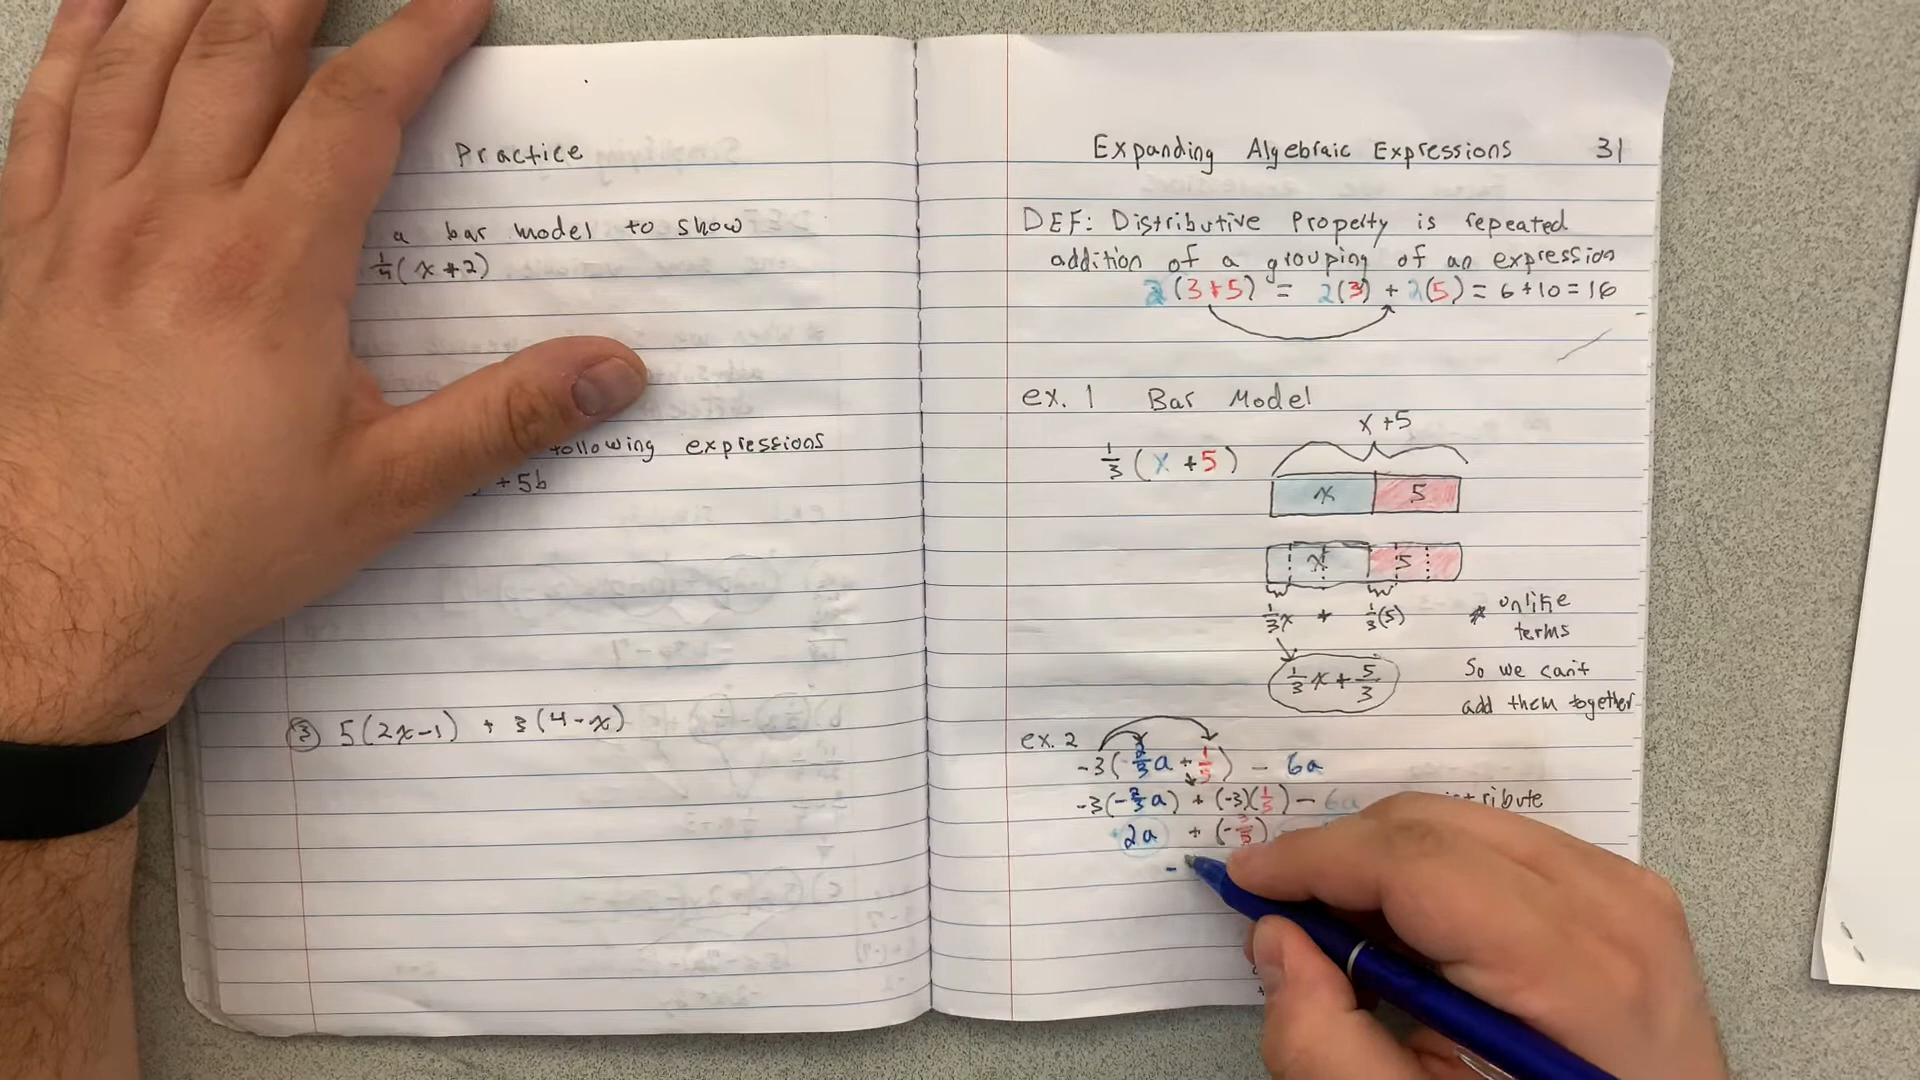 Practice
a bar model to show
¼(x+2)
following expressions
+5b
③ 5(2x-1) + 3(4-x)
Expanding Algebraic Expressions 31
DEF: Distributive Property is repeated
addition of a grouping of an expression
2(3+5) = 2(3) + 2(5) = 6+10=16
ex. 1 Bar Model
x+5
1/3(x+5)
x 5
x 5
1/3x + 1/3(5) * unlike
terms
1/3x + 5/3 So we can't
add them together
ex. 2
-3(-2/3a + 1/5) - 6a
-3(-2/3a) + (-3)(1/5) - 6a
2a + (-3/5)
-